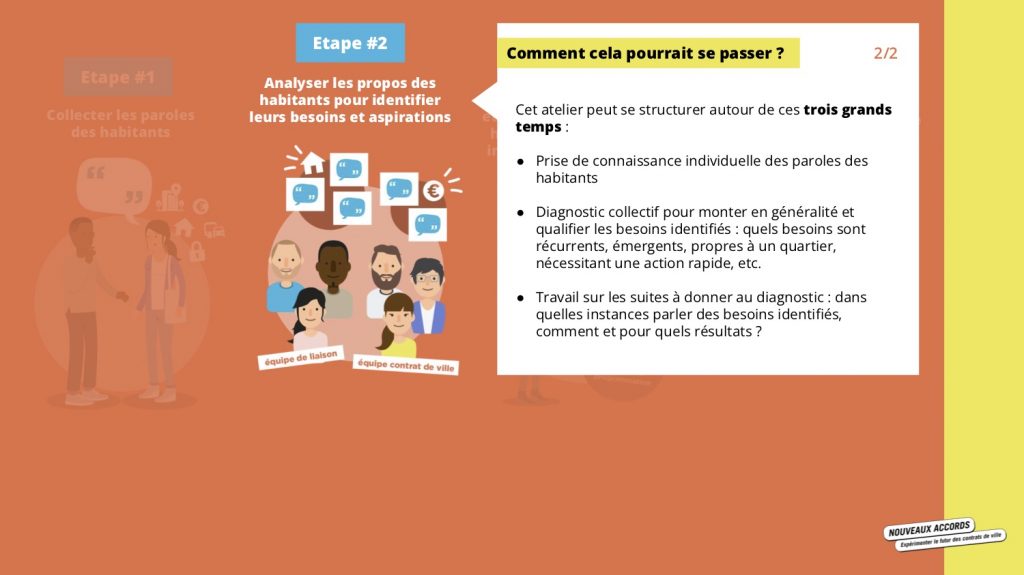 Etape #1
Collecter les paroles
des habitants
Etape #2
Analyser les propos des
habitants pour identifier
leurs besoins et aspirations
équipe de liaison
équipe contrat de ville
Comment cela pourrait se passer ?
2/2
Cet atelier peut se structurer autour de ces trois grands
temps :
● Prise de connaissance individuelle des paroles des
habitants
● Diagnostic collectif pour monter en généralité et
qualifier les besoins identifiés : quels besoins sont
récurrents, émergents, propres à un quartier,
nécessitant une action rapide, etc.
● Travail sur les suites à donner au diagnostic : dans
quelles instances parler des besoins identifiés,
comment et pour quels résultats ?
NOUVEAUX ACCORDS
Expérimenter le futur des contrats de ville